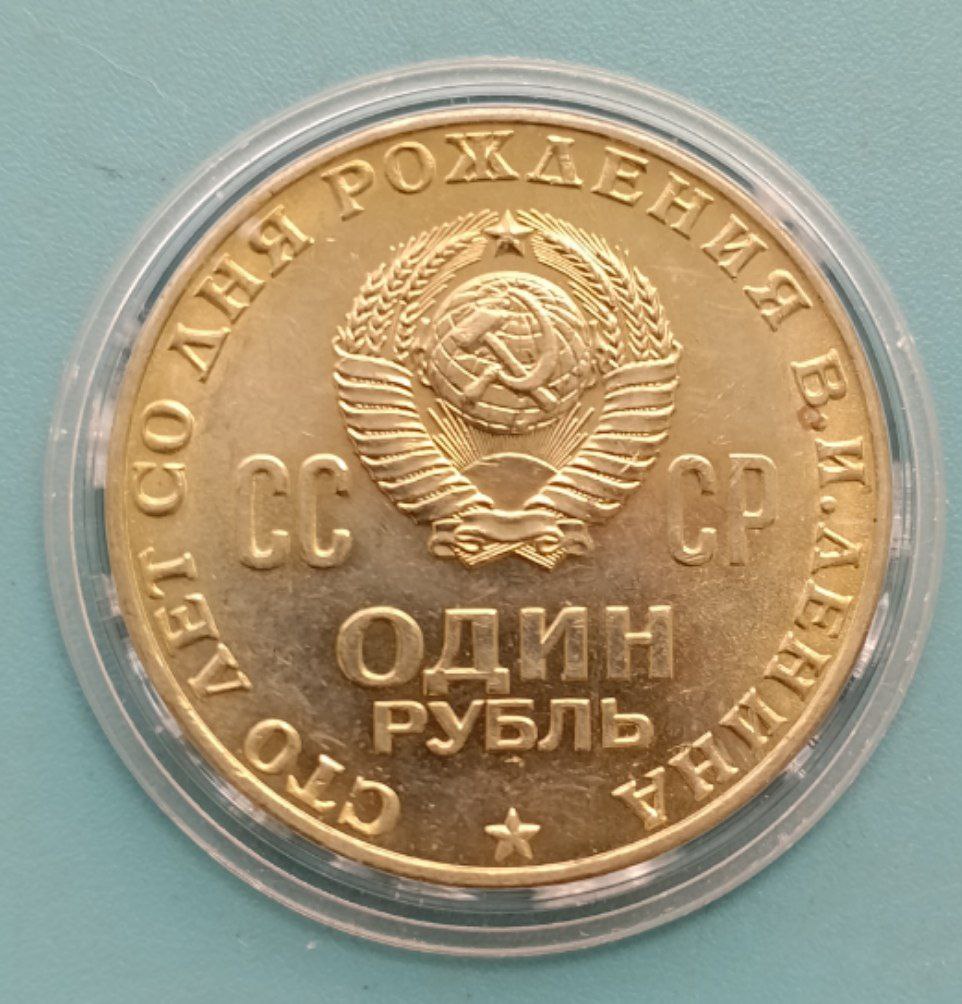 СТО ЛЕТ СО ДНЯ РОЖДЕНИЯ В.И.ЛЕНИНА
СС СР
ОДИН
РУБЛЬ